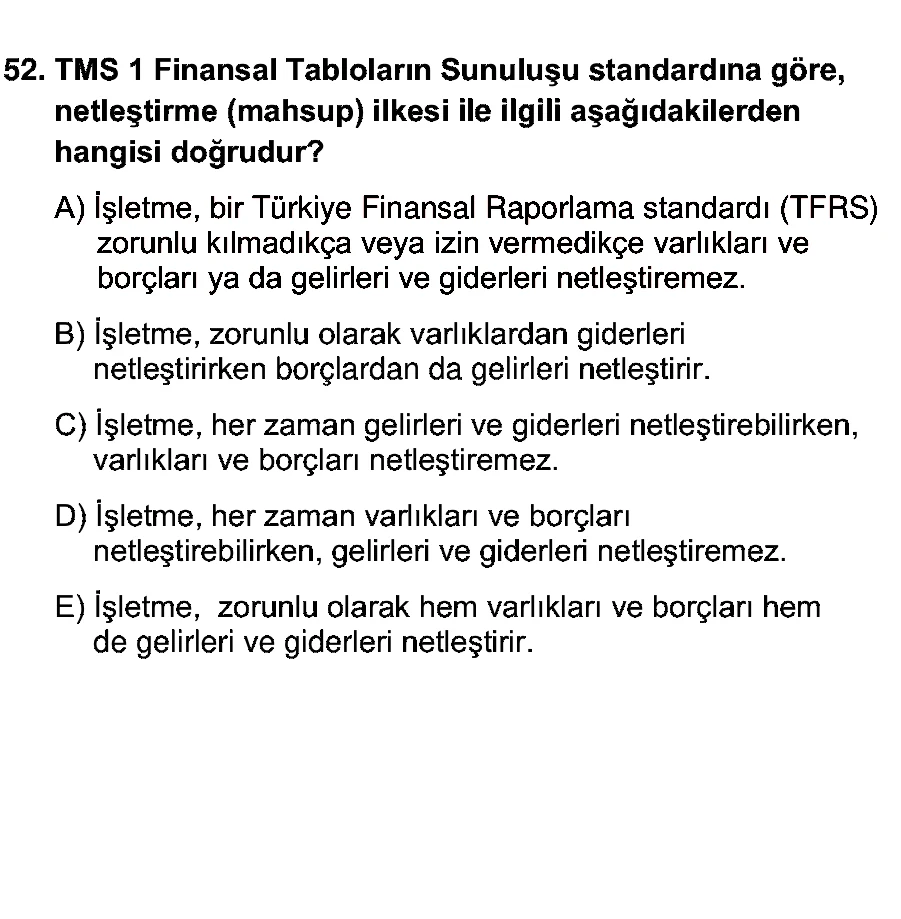 52. TMS 1 Finansal Tabloların Sunuluşu standardına göre,
netleştirme (mahsup) ilkesi ile ilgili aşağıdakilerden
hangisi doğrudur?
A) İşletme, bir Türkiye Finansal Raporlama standardı (TFRS)
zorunlu kılmadıkça veya izin vermedikçe varlıkları ve
borçları ya da gelirleri ve giderleri netleştiremez.
B) İşletme, zorunlu olarak varlıklardan giderleri
netleştirirken borçlardan da gelirleri netleştirir.
C) İşletme, her zaman gelirleri ve giderleri netleştirebilirken,
varlıkları ve borçları netleştiremez.
D) İşletme, her zaman varlıkları ve borçları
netleştirebilirken, gelirleri ve giderleri netleştiremez.
E) İşletme, zorunlu olarak hem varlıkları ve borçları hem
de gelirleri ve giderleri netleştirir.